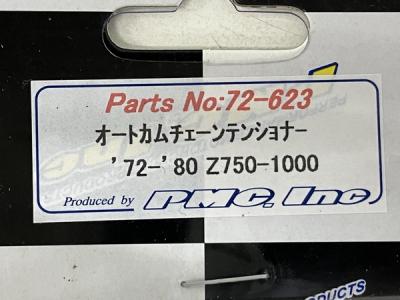 Parts No:72-623
オートカムチェーンテンショナー
'72-'80 Z750-1000
Produced by PMC. Inc